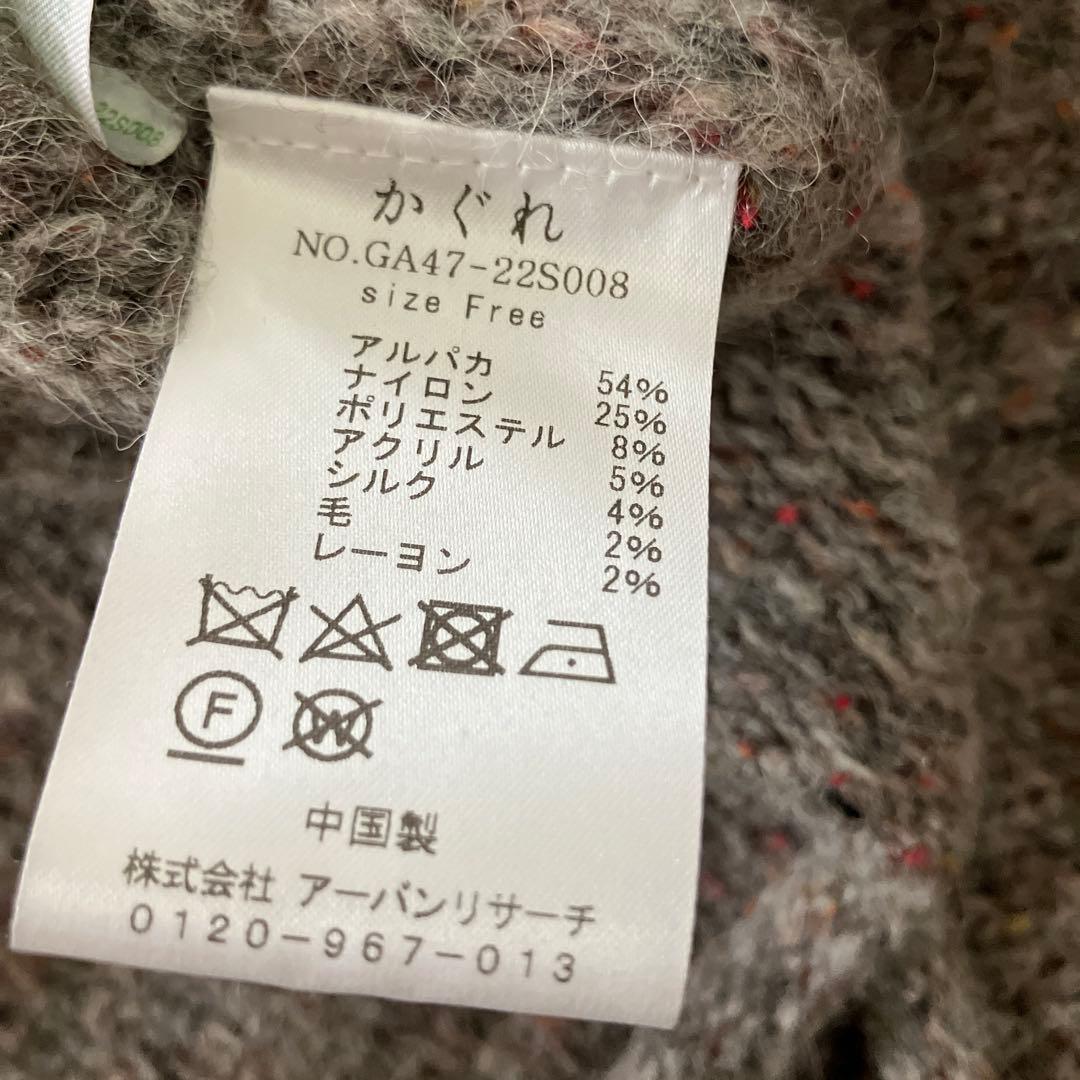 22S008
かぐれ
NO.GA47-22S008
size Free
アルパカ 54%
ナイロン 25%
ポリエステル 8%
アクリル 5%
シルク 4%
毛 2%
レーヨン 2%
F W
中国製
株式会社 アーバンリサーチ
0120-967-013